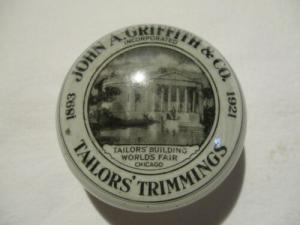 JOHN A. GRIFFITH & CO.
INCORPORATED
1893
1921
TAILORS' BUILDING
WORLDS FAIR
CHICAGO
TAILORS' TRIMMINGS